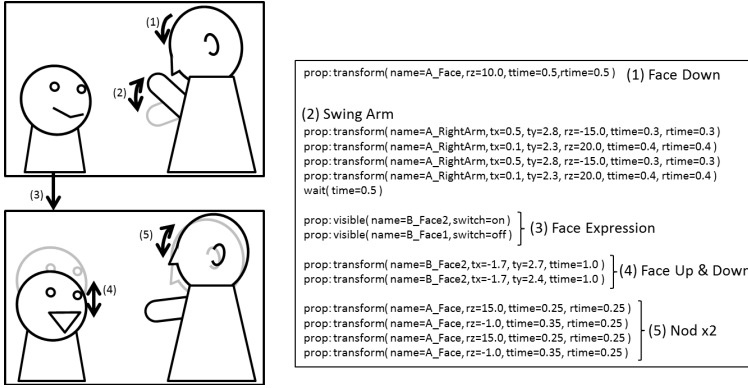 (1)
(2)
(3)
(4)
(5)
prop:transform( name=A_Face,rz=10.0, ttime=0.5,rtime=0.5 ) (1) Face Down
(2) Swing Arm
prop:transform( name=A_RightArm,tx=0.5, ty=2.8, rz=-15.0, ttime=0.3, rtime=0.3 )
prop:transform( name=A_RightArm,tx=0.1, ty=2.3, rz=20.0, ttime=0.4, rtime=0.4 )
prop:transform( name=A_RightArm,tx=0.5, ty=2.8, rz=-15.0, ttime=0.3, rtime=0.3 )
prop:transform( name=A_RightArm,tx=0.1, ty=2.3, rz=20.0, ttime=0.4, rtime=0.4 )
wait( time=0.5 )
prop:visible( name=B_Face2,switch=on )
prop:visible( name=B_Face1,switch=off )
(3) Face Expression
prop:transform( name=B_Face2,tx=-1.7, ty=2.7, ttime=1.0 )
prop:transform( name=B_Face2,tx=-1.7, ty=2.4, ttime=1.0 )
(4) Face Up & Down
prop:transform( name=A_Face,rz=15.0, ttime=0.25, rtime=0.25 )
prop:transform( name=A_Face,rz=-1.0, ttime=0.35, rtime=0.25 )
prop:transform( name=A_Face,rz=15.0, ttime=0.25, rtime=0.25 )
prop:transform( name=A_Face,rz=-1.0, ttime=0.35, rtime=0.25 )
(5) Nod x2